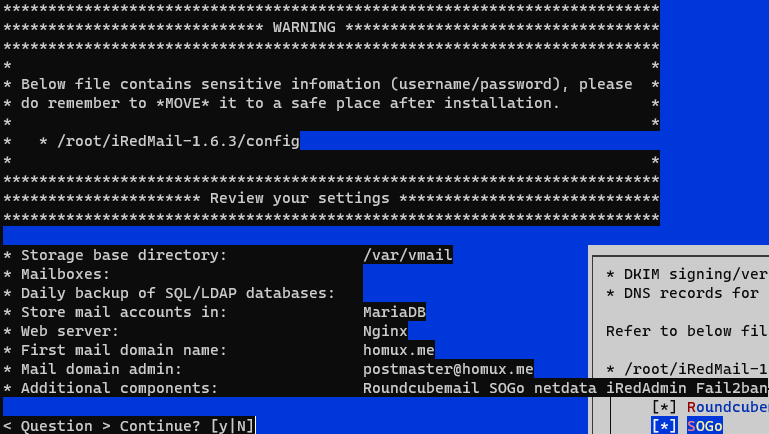 *************************************************************************
***************************** WARNING ***********************************
*************************************************************************
* *
* Below file contains sensitive infomation (username/password), please *
* do remember to *MOVE* it to a safe place after installation. *
* *
* * /root/iRedMail-1.6.3/config
* *
*************************************************************************
********************** Review your settings *****************************
*************************************************************************
* Storage base directory: /var/vmail
* Mailboxes:
* Daily backup of SQL/LDAP databases:
* Store mail accounts in: MariaDB
* Web server: Nginx
* First mail domain name: homux.me
* Mail domain admin: postmaster@homux.me
* Additional components: Roundcubemail SOGo netdata iRedAdmin Fail2ban
< Question > Continue? [y|N]
* DKIM signing/ver
* DNS records for
Refer to below fil
* /root/iRedMail-1
[*] Roundcubem
[*] SOGo